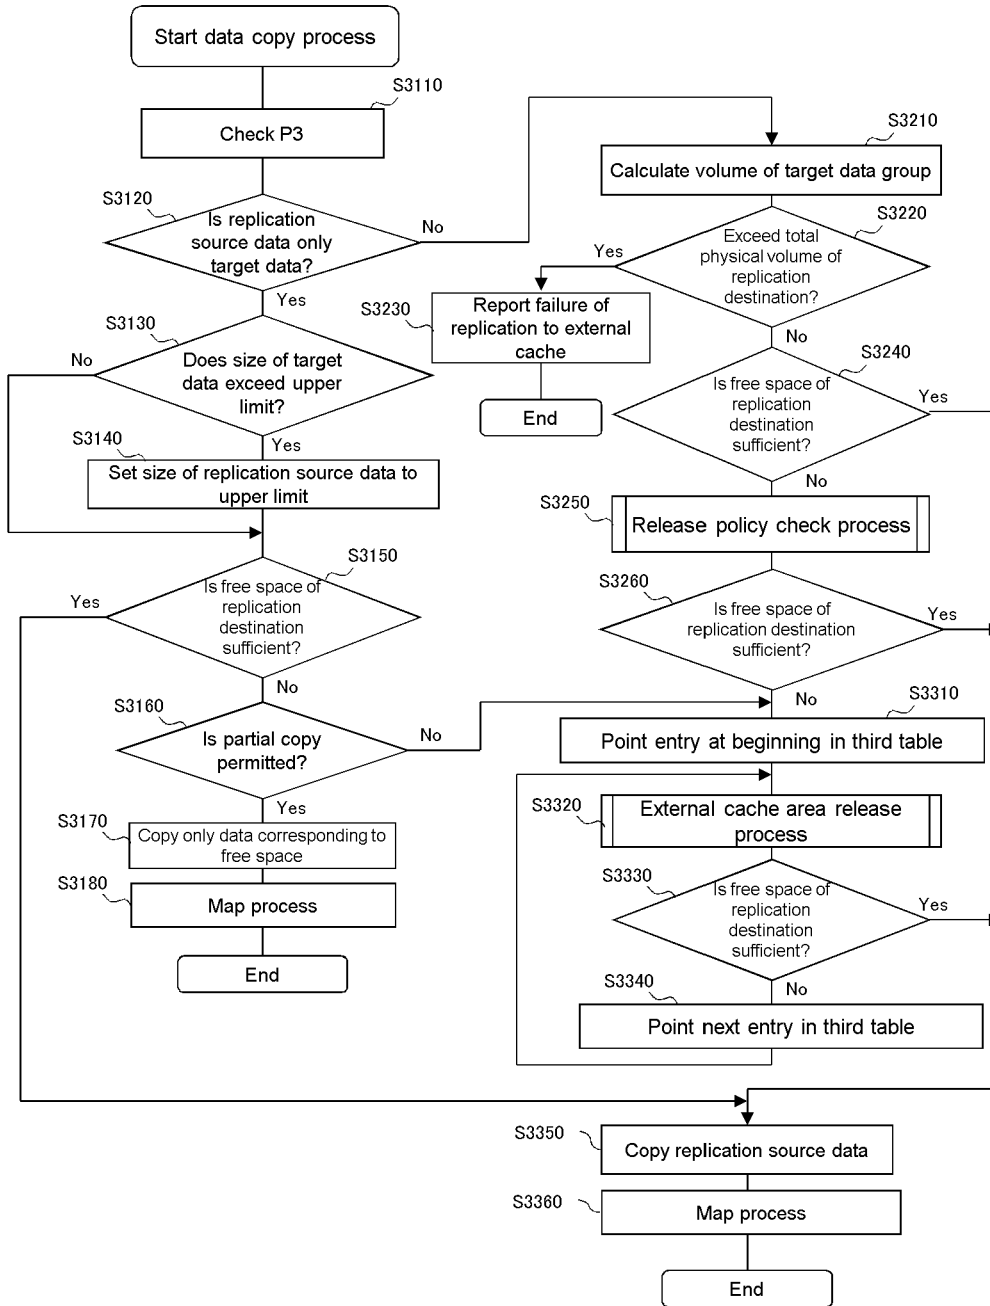 Start data copy process
S3110
Check P3
S3120
Is replication
source data only
target data?
No
Yes
S3130
No
Does size of target
data exceed upper
limit?
S3140
Yes
Set size of replication source data to
upper limit
S3150
Yes
Is free space of
replication
destination
sufficient?
No
S3160
Is partial copy
permitted?
No
Yes
S3170
Copy only data corresponding to
free space
S3180
Map process
End
S3210
Calculate volume of target data group
S3220
Yes
Exceed total
physical volume of
replication
destination?
S3230
Report failure of
replication to external
cache
End
No
S3240
Is free space of
replication
destination
sufficient?
Yes
No
S3250
Release policy check process
S3260
Is free space of
replication destination
sufficient?
Yes
No
S3310
Point entry at beginning in third table
S3320
External cache area release
process
S3330
Is free space of
replication
destination
sufficient?
Yes
No
S3340
Point next entry in third table
S3350
Copy replication source data
S3360
Map process
End